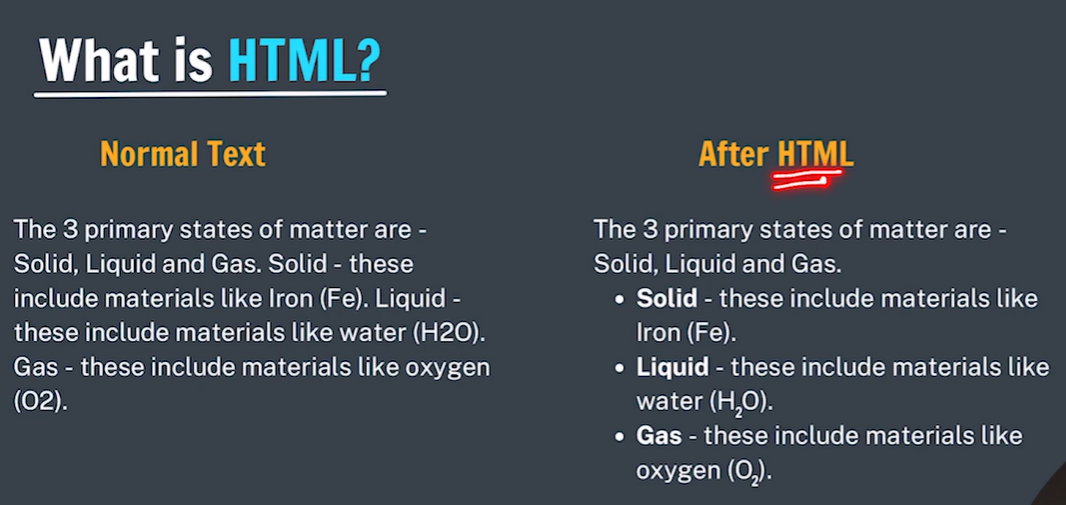 What is HTML?
Normal Text
The 3 primary states of matter are -
Solid, Liquid and Gas. Solid - these
include materials like Iron (Fe). Liquid -
these include materials like water (H2O).
Gas - these include materials like oxygen
(O2).
After HTML
The 3 primary states of matter are -
Solid, Liquid and Gas.
• Solid - these include materials like
Iron (Fe).
• Liquid - these include materials like
water (H₂O).
• Gas - these include materials like
oxygen (O₂).